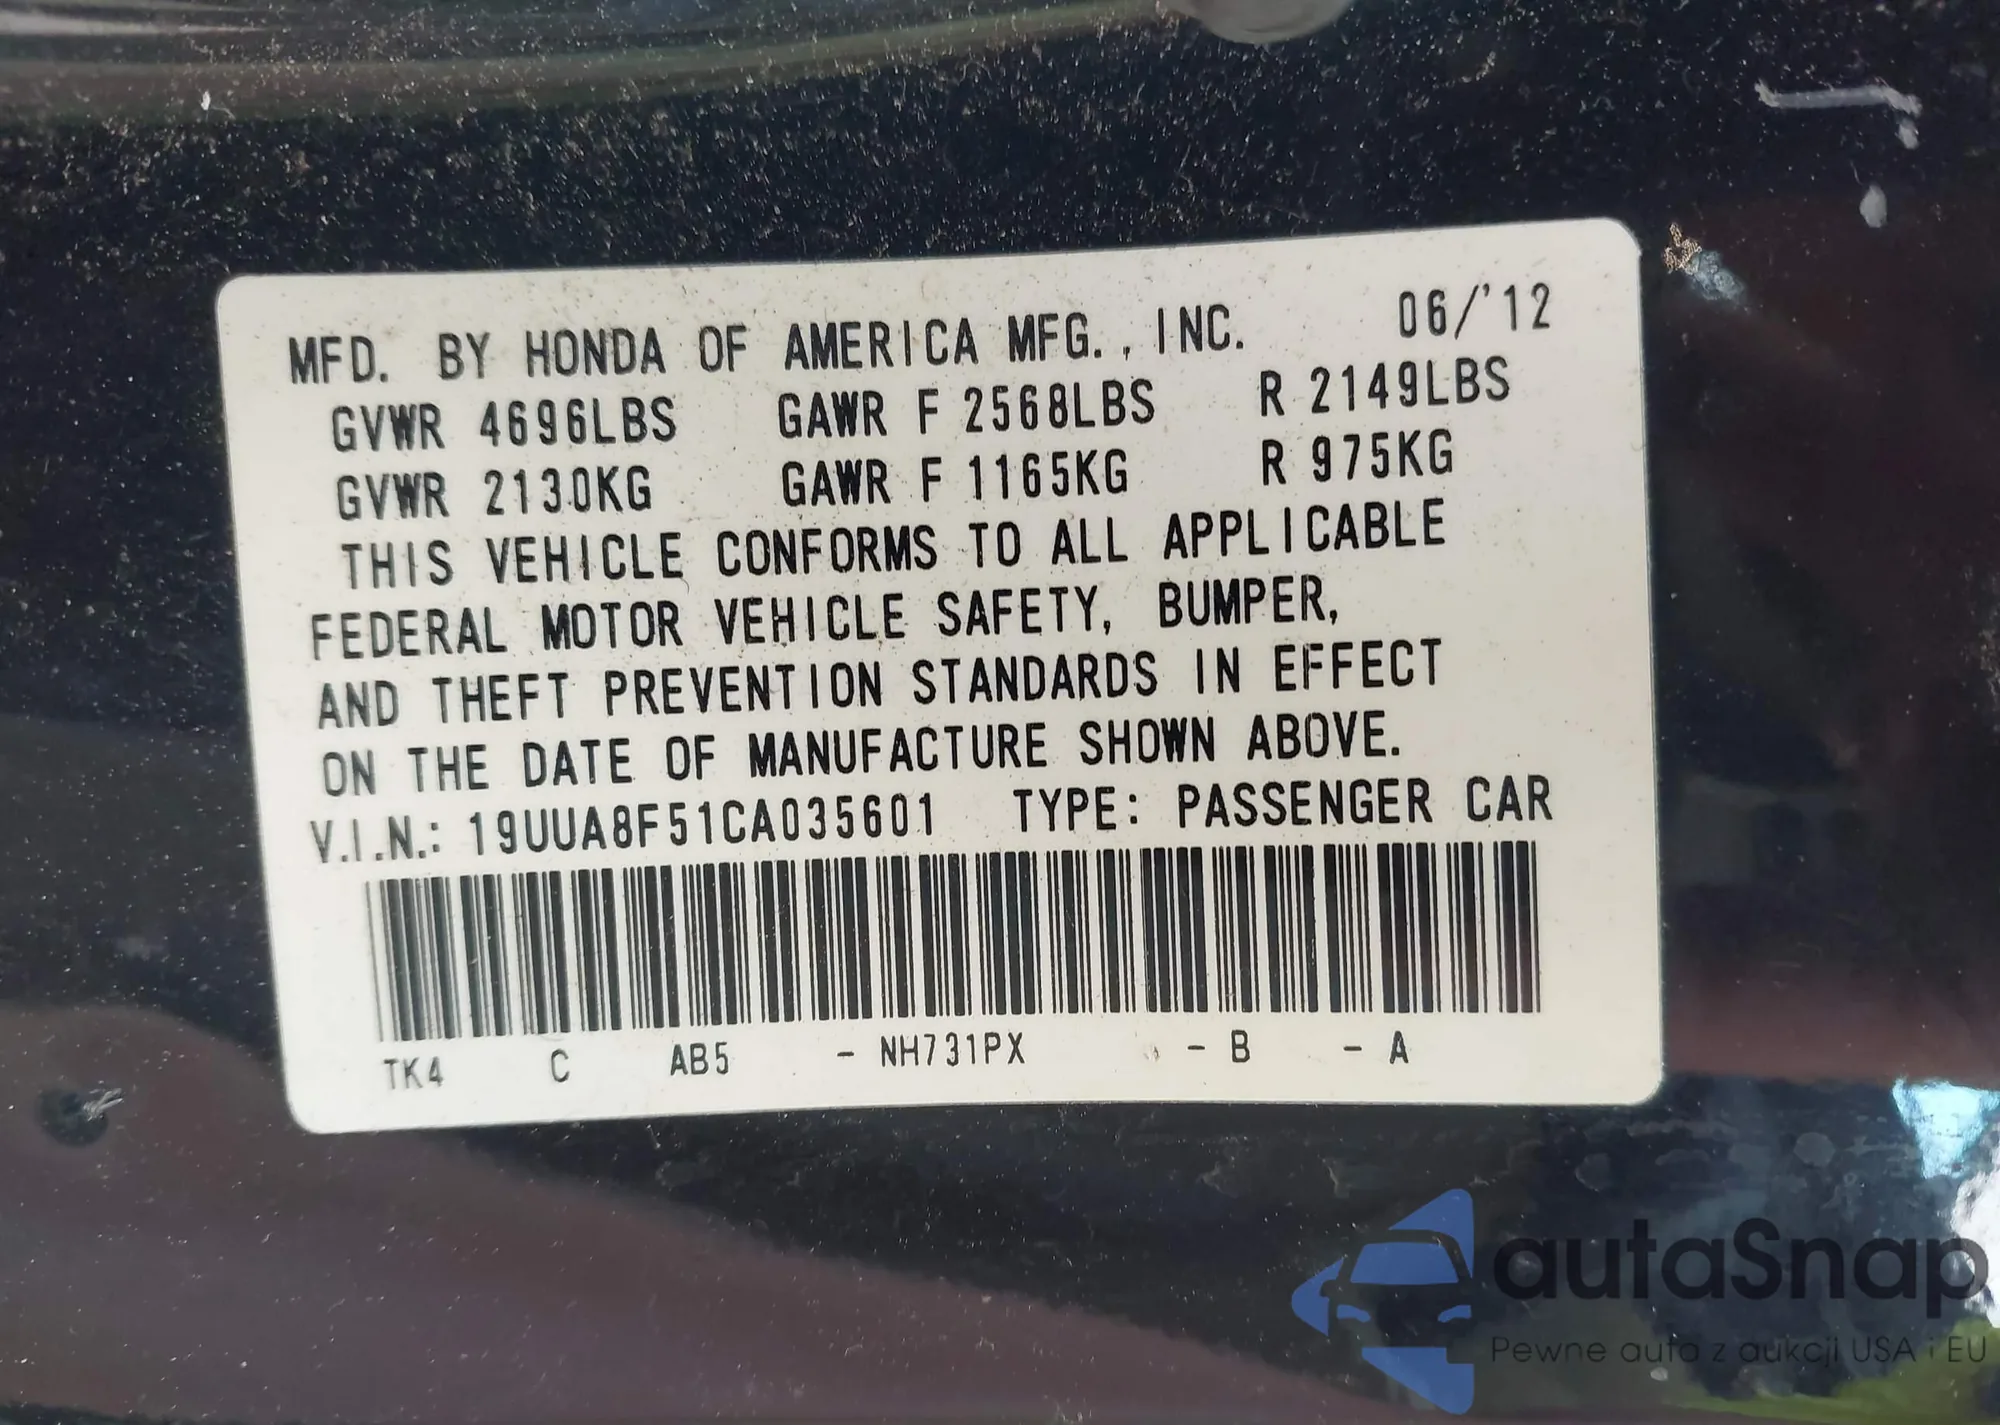 MFD. BY HONDA OF AMERICA MFG., INC. 06/'12
GVWR 4696LBS GAWR F 2568LBS R 2149LBS
GVWR 2130KG GAWR F 1165KG R 975KG
THIS VEHICLE CONFORMS TO ALL APPLICABLE
FEDERAL MOTOR VEHICLE SAFETY, BUMPER,
AND THEFT PREVENTION STANDARDS IN EFFECT
ON THE DATE OF MANUFACTURE SHOWN ABOVE.
V.I.N.: 19UUA8F51CA035601 TYPE: PASSENGER CAR
TK4 C AB5 - NH731PX - B - A
autaSnap
Pewne auta z aukcji USA i EU